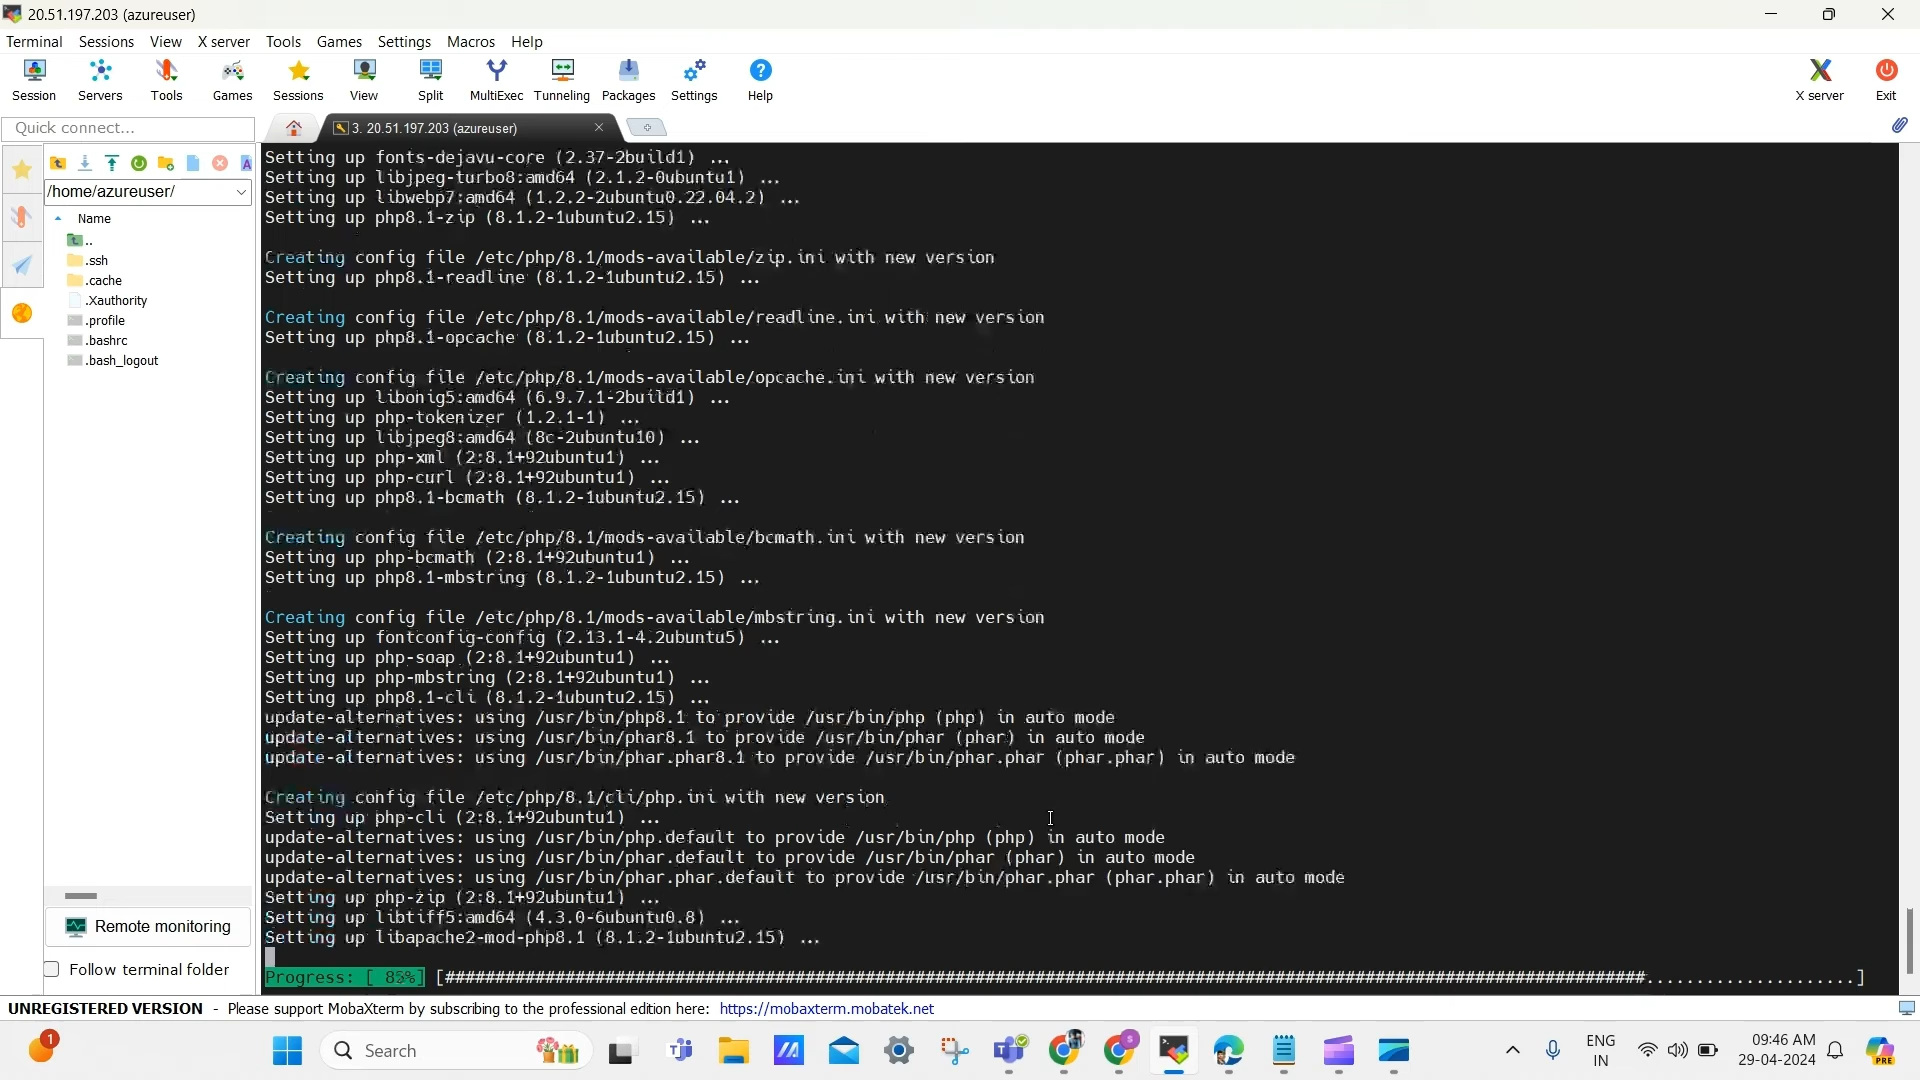 20.51.197.203 (azureuser)
Terminal Sessions View X server Tools Games Settings Macros Help
Session Servers Tools Games Sessions View Split MultiExec Tunneling Packages Settings Help X server Exit
Quick connect...
3. 20.51.197.203 (azureuser)
/home/azureuser/
Name
..
.ssh
.cache
.Xauthority
.profile
.bashrc
.bash_logout
Remote monitoring
Follow terminal folder
Setting up fonts-dejavu-core (2.37-2build1) ...
Setting up libjpeg-turbo8:amd64 (2.1.2-0ubuntu1) ...
Setting up libwebp7:amd64 (1.2.2-2ubuntu0.22.04.2) ...
Setting up php8.1-zip (8.1.2-1ubuntu2.15) ...
Creating config file /etc/php/8.1/mods-available/zip.ini with new version
Setting up php8.1-readline (8.1.2-1ubuntu2.15) ...
Creating config file /etc/php/8.1/mods-available/readline.ini with new version
Setting up php8.1-opcache (8.1.2-1ubuntu2.15) ...
Creating config file /etc/php/8.1/mods-available/opcache.ini with new version
Setting up libonig5:amd64 (6.9.7.1-2build1) ...
Setting up php-tokenizer (1.2.1-1) ...
Setting up libjpeg8:amd64 (8c-2ubuntu10) ...
Setting up php-xml (2:8.1+92ubuntu1) ...
Setting up php-curl (2:8.1+92ubuntu1) ...
Setting up php8.1-bcmath (8.1.2-1ubuntu2.15) ...
Creating config file /etc/php/8.1/mods-available/bcmath.ini with new version
Setting up php-bcmath (2:8.1+92ubuntu1) ...
Setting up php8.1-mbstring (8.1.2-1ubuntu2.15) ...
Creating config file /etc/php/8.1/mods-available/mbstring.ini with new version
Setting up fontconfig-config (2.13.1-4.2ubuntu5) ...
Setting up php-soap (2:8.1+92ubuntu1) ...
Setting up php-mbstring (2:8.1+92ubuntu1) ...
Setting up php8.1-cli (8.1.2-1ubuntu2.15) ...
update-alternatives: using /usr/bin/php8.1 to provide /usr/bin/php (php) in auto mode
update-alternatives: using /usr/bin/phar8.1 to provide /usr/bin/phar (phar) in auto mode
update-alternatives: using /usr/bin/phar.phar8.1 to provide /usr/bin/phar.phar (phar.phar) in auto mode
Creating config file /etc/php/8.1/cli/php.ini with new version
Setting up php-cli (2:8.1+92ubuntu1) ...
update-alternatives: using /usr/bin/php.default to provide /usr/bin/php (php) in auto mode
update-alternatives: using /usr/bin/phar.default to provide /usr/bin/phar (phar) in auto mode
update-alternatives: using /usr/bin/phar.phar.default to provide /usr/bin/phar.phar (phar.phar) in auto mode
Setting up php-zip (2:8.1+92ubuntu1) ...
Setting up libtiff5:amd64 (4.3.0-6ubuntu0.8) ...
Setting up libapache2-mod-php8.1 (8.1.2-1ubuntu2.15) ...
Progress: [ 85%] [########################################################################################################################.....................]
UNREGISTERED VERSION - Please support MobaXterm by subscribing to the professional edition here: https://mobaxterm.mobatek.net
1
Search
ENG
IN
09:46 AM
29-04-2024
PRE